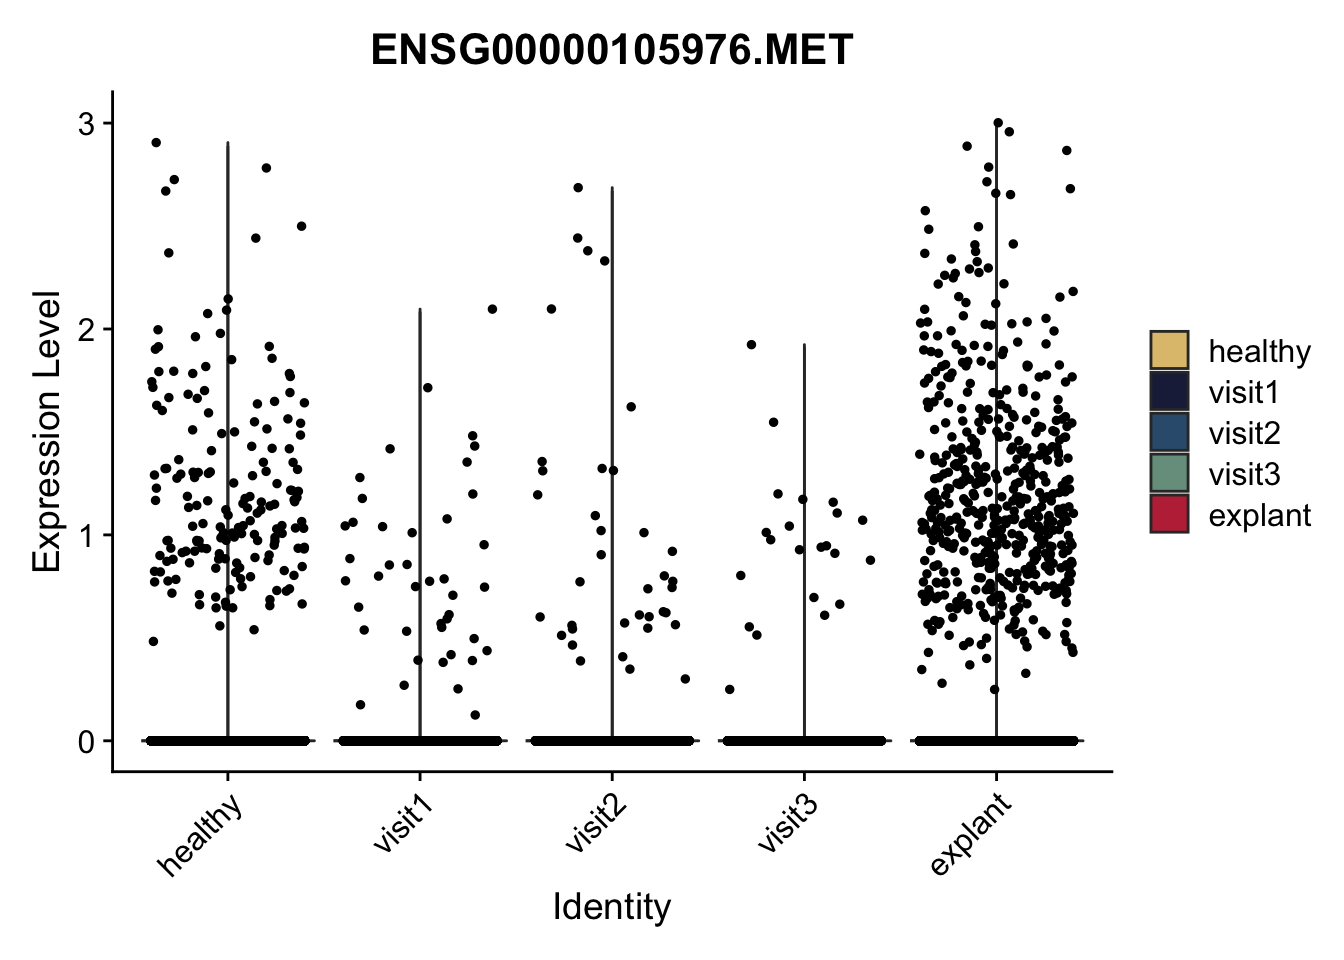 ENSG00000105976.MET
Expression Level
3
2
1
0
healthy
visit1
visit2
visit3
explant
Identity
healthy
visit1
visit2
visit3
explant